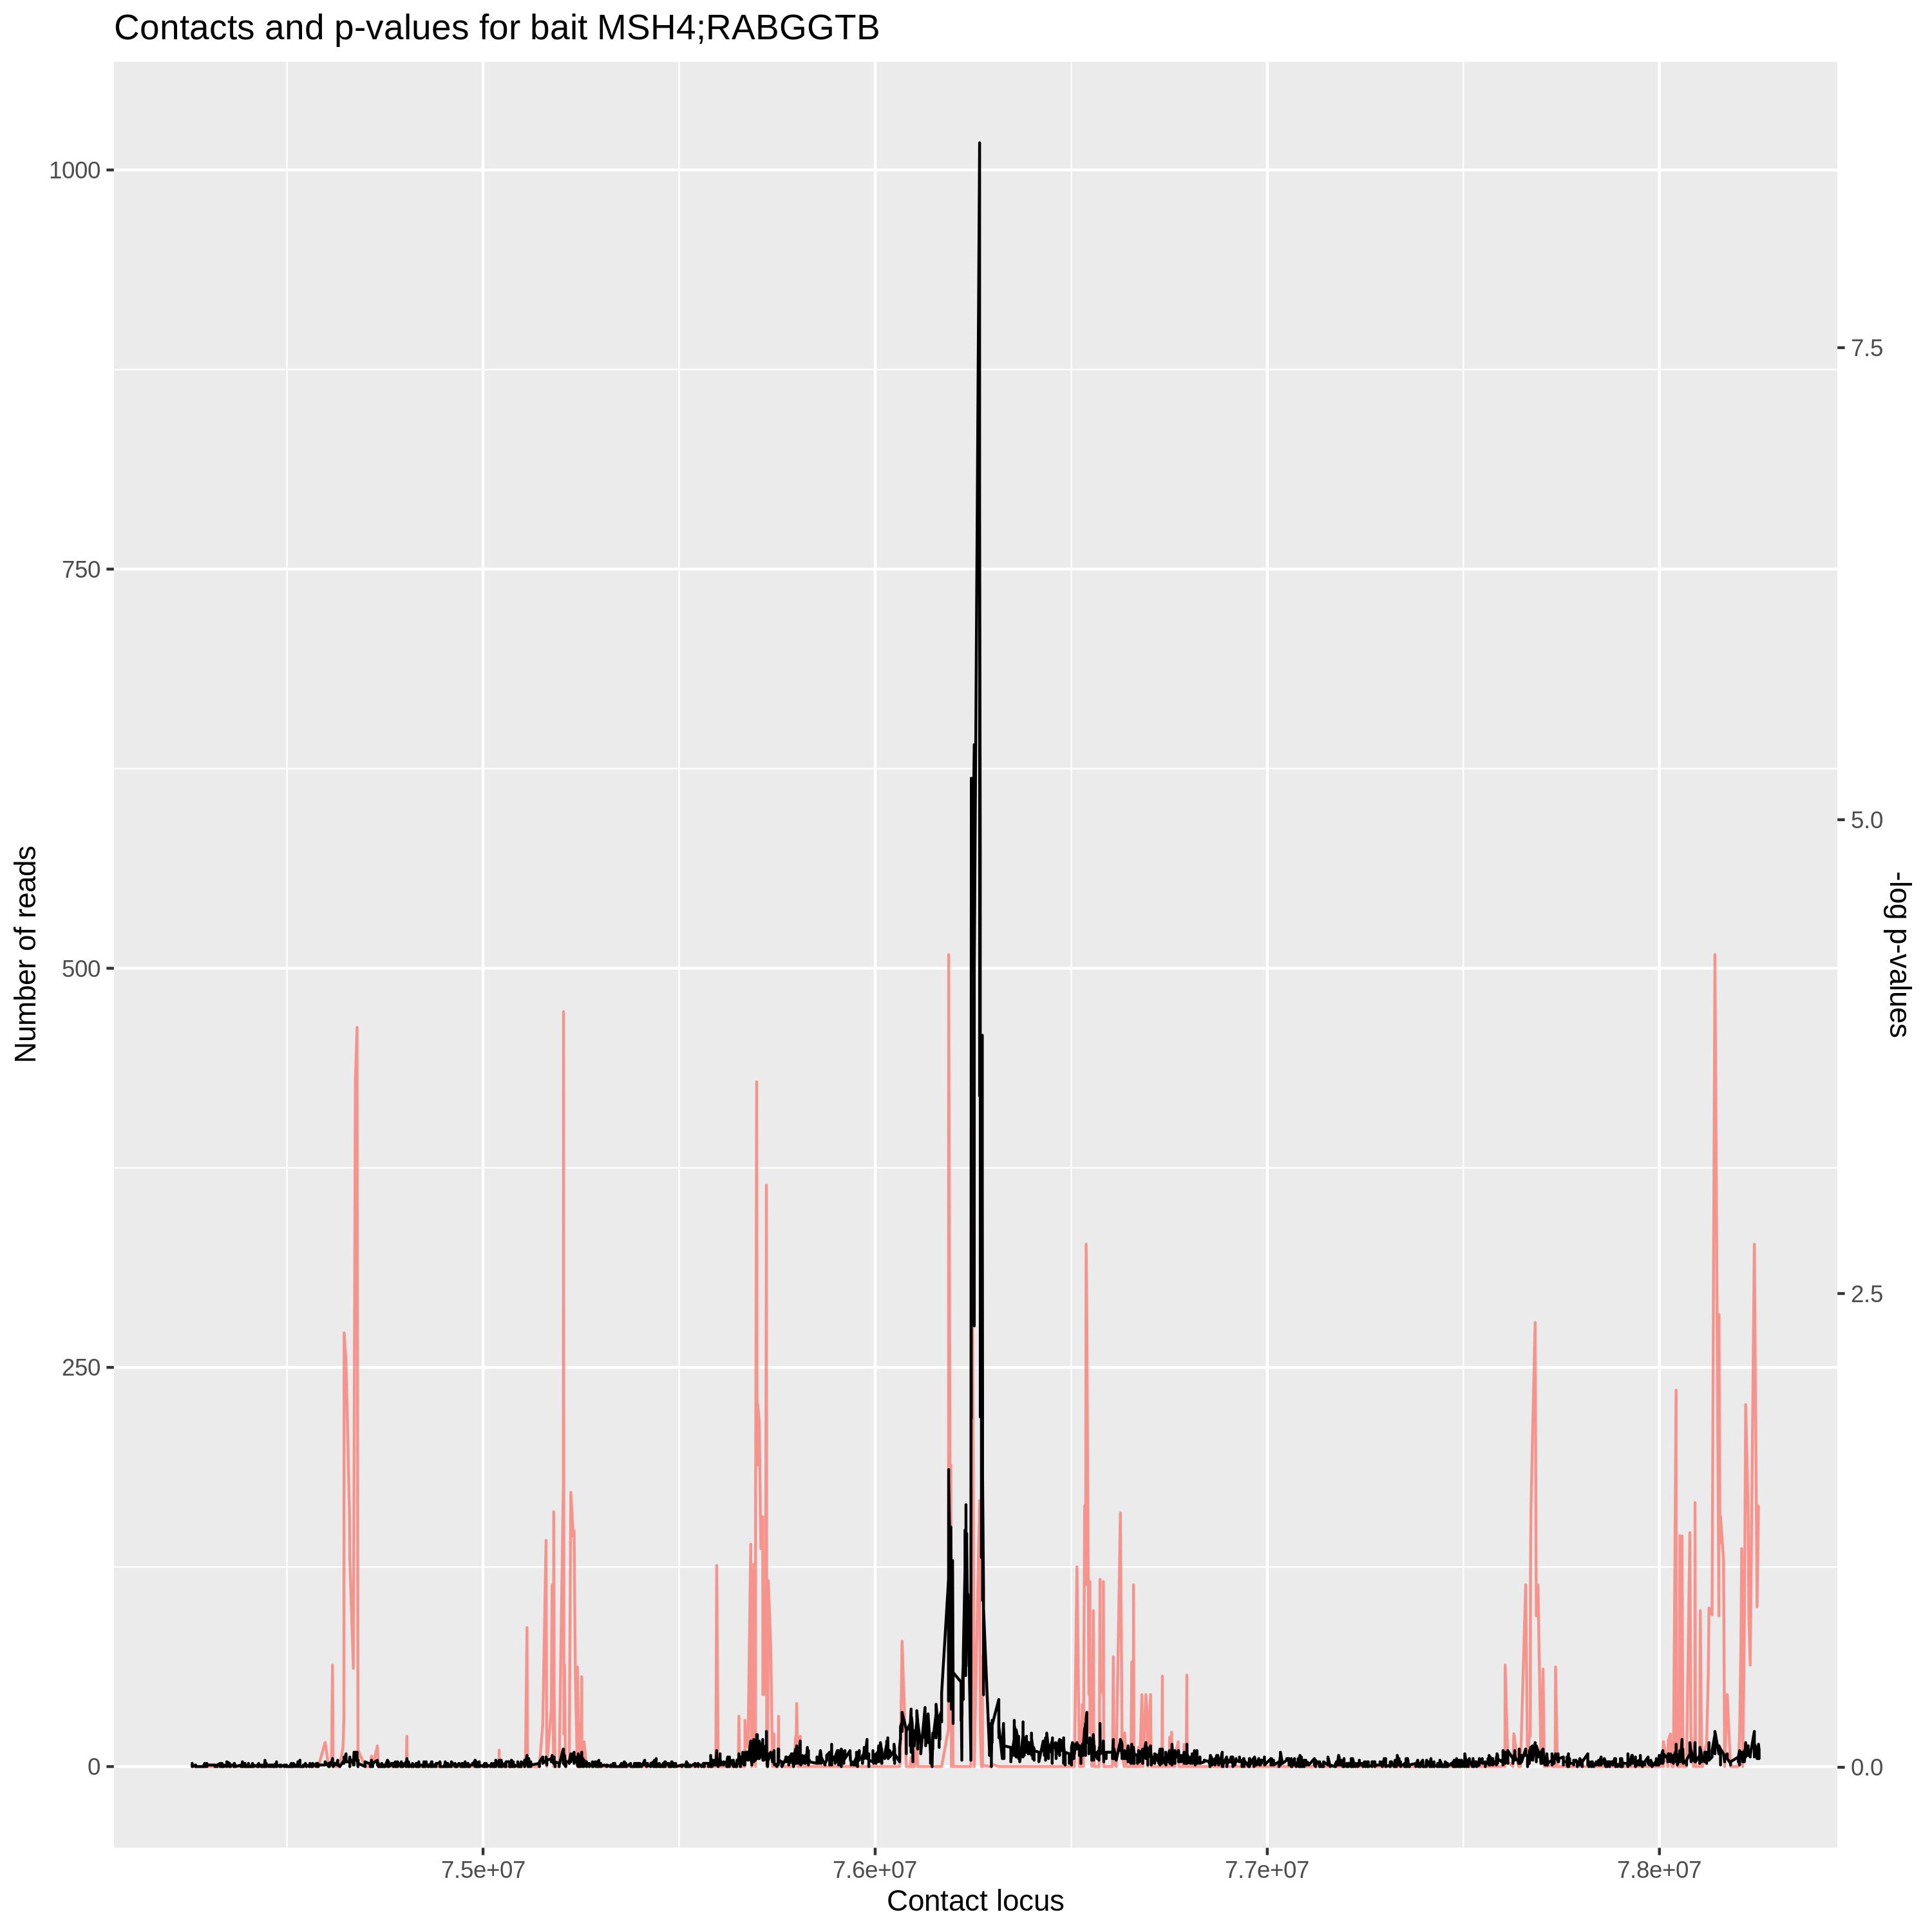 Contacts and p-values for bait MSH4;RABGGTB
1000
750
500
250
0
Number of reads
7.5
5.0
2.5
0.0
-log p-values
7.5e+07
7.6e+07
7.7e+07
7.8e+07
Contact locus